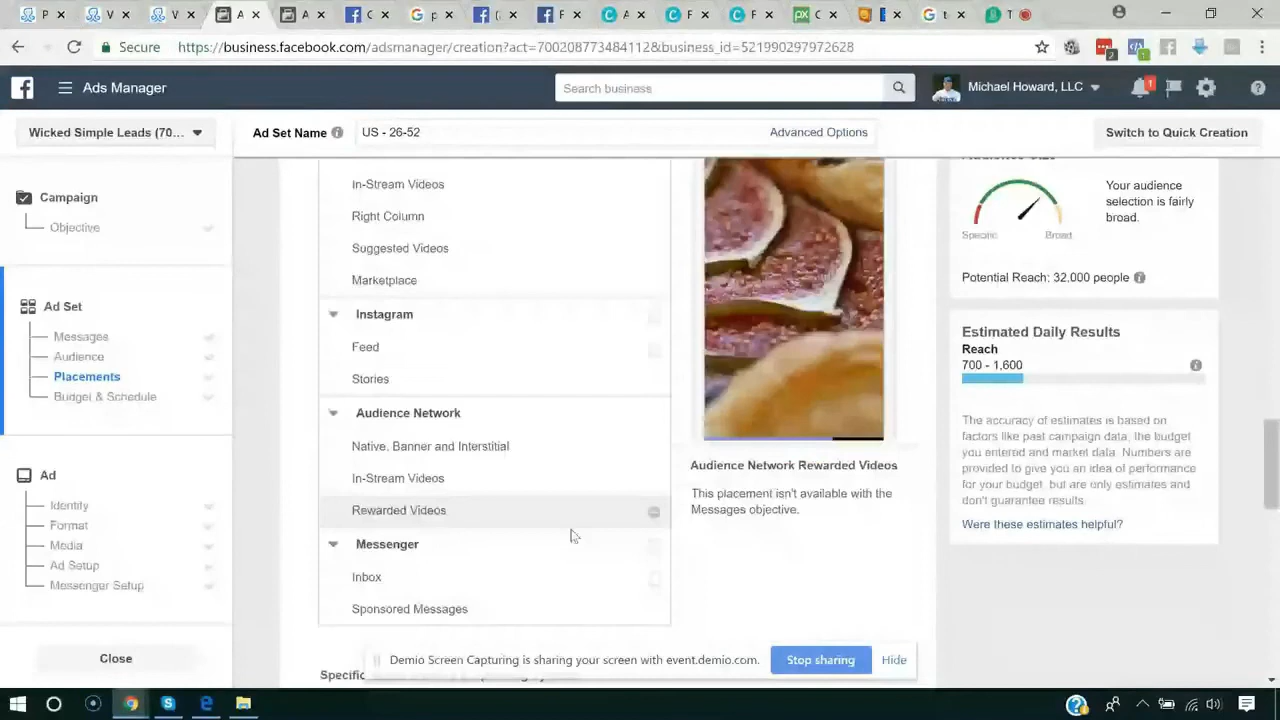 Secure
https://business.facebook.com/adsmanager/creation?act=700208773484112&business_id=521990297972628
Ads Manager
Search business
Michael Howard, LLC
Wicked Simple Leads (70...
Ad Set Name
US - 26-52
Advanced Options
Switch to Quick Creation
Campaign
Objective
Ad Set
Messages
Audience
Placements
Budget & Schedule
Ad
Identity
Format
Media
Ad Setup
Messenger Setup
Close
In-Stream Videos
Right Column
Suggested Videos
Marketplace
Instagram
Feed
Stories
Audience Network
Native, Banner and Interstitial
In-Stream Videos
Rewarded Videos
Messenger
Inbox
Sponsored Messages
Audience Network Rewarded Videos
This placement isn't available with the
Messages objective.
Audience Size
Your audience
selection is fairly
broad.
Specific
Broad
Potential Reach: 32,000 people
Estimated Daily Results
Reach
700 - 1,600
The accuracy of estimates is based on
factors like past campaign data, the budget
you entered and market data. Numbers are
provided to give you an idea of performance
for your budget, but are only estimates and
don't guarantee results.
Were these estimates helpful?
Demio Screen Capturing is sharing your screen with event.demio.com.
Stop sharing
Hide